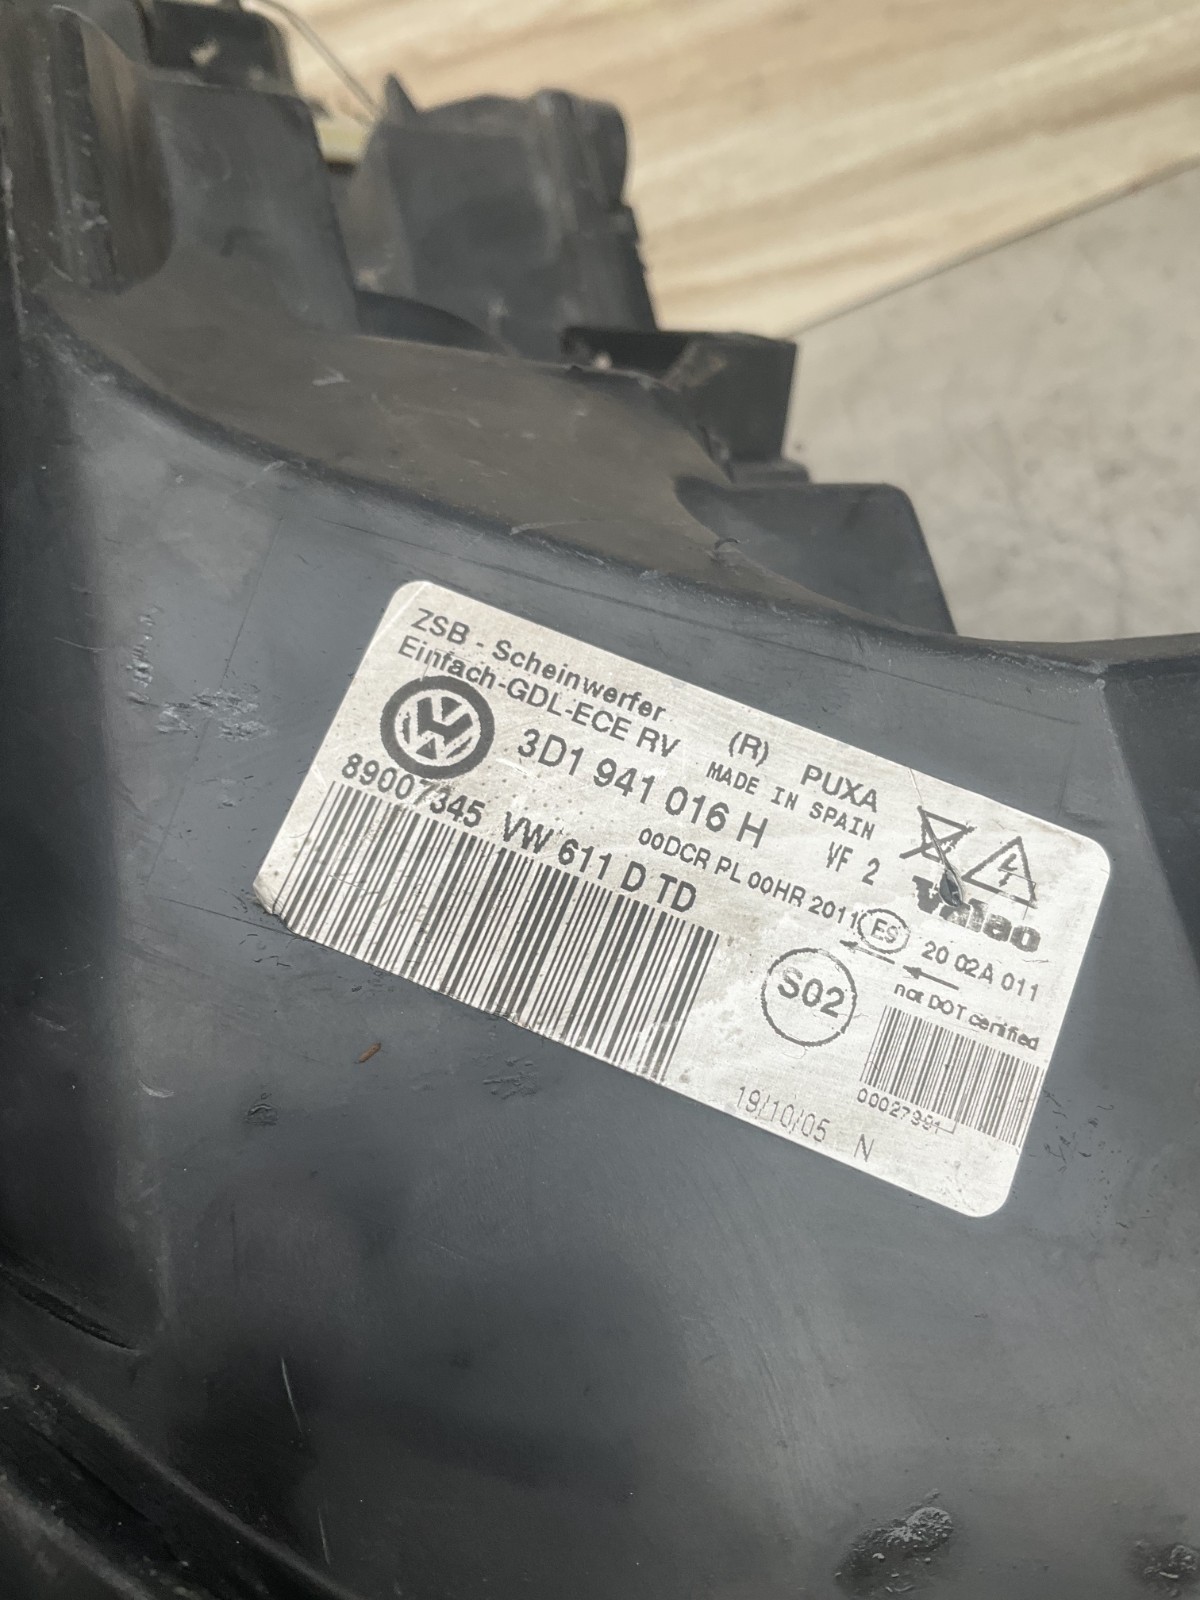 ZSB - Scheinwerfer (R) PUXA
Einfach-GDL-ECE RV MADE IN SPAIN
3D1 941 016 H VF 2
00DCR PL 00HR 2011
89007345 VW 611 D TD
Valeo
ES 20 02A 011
S02
not DOT certified
00027991
19/10/05 N